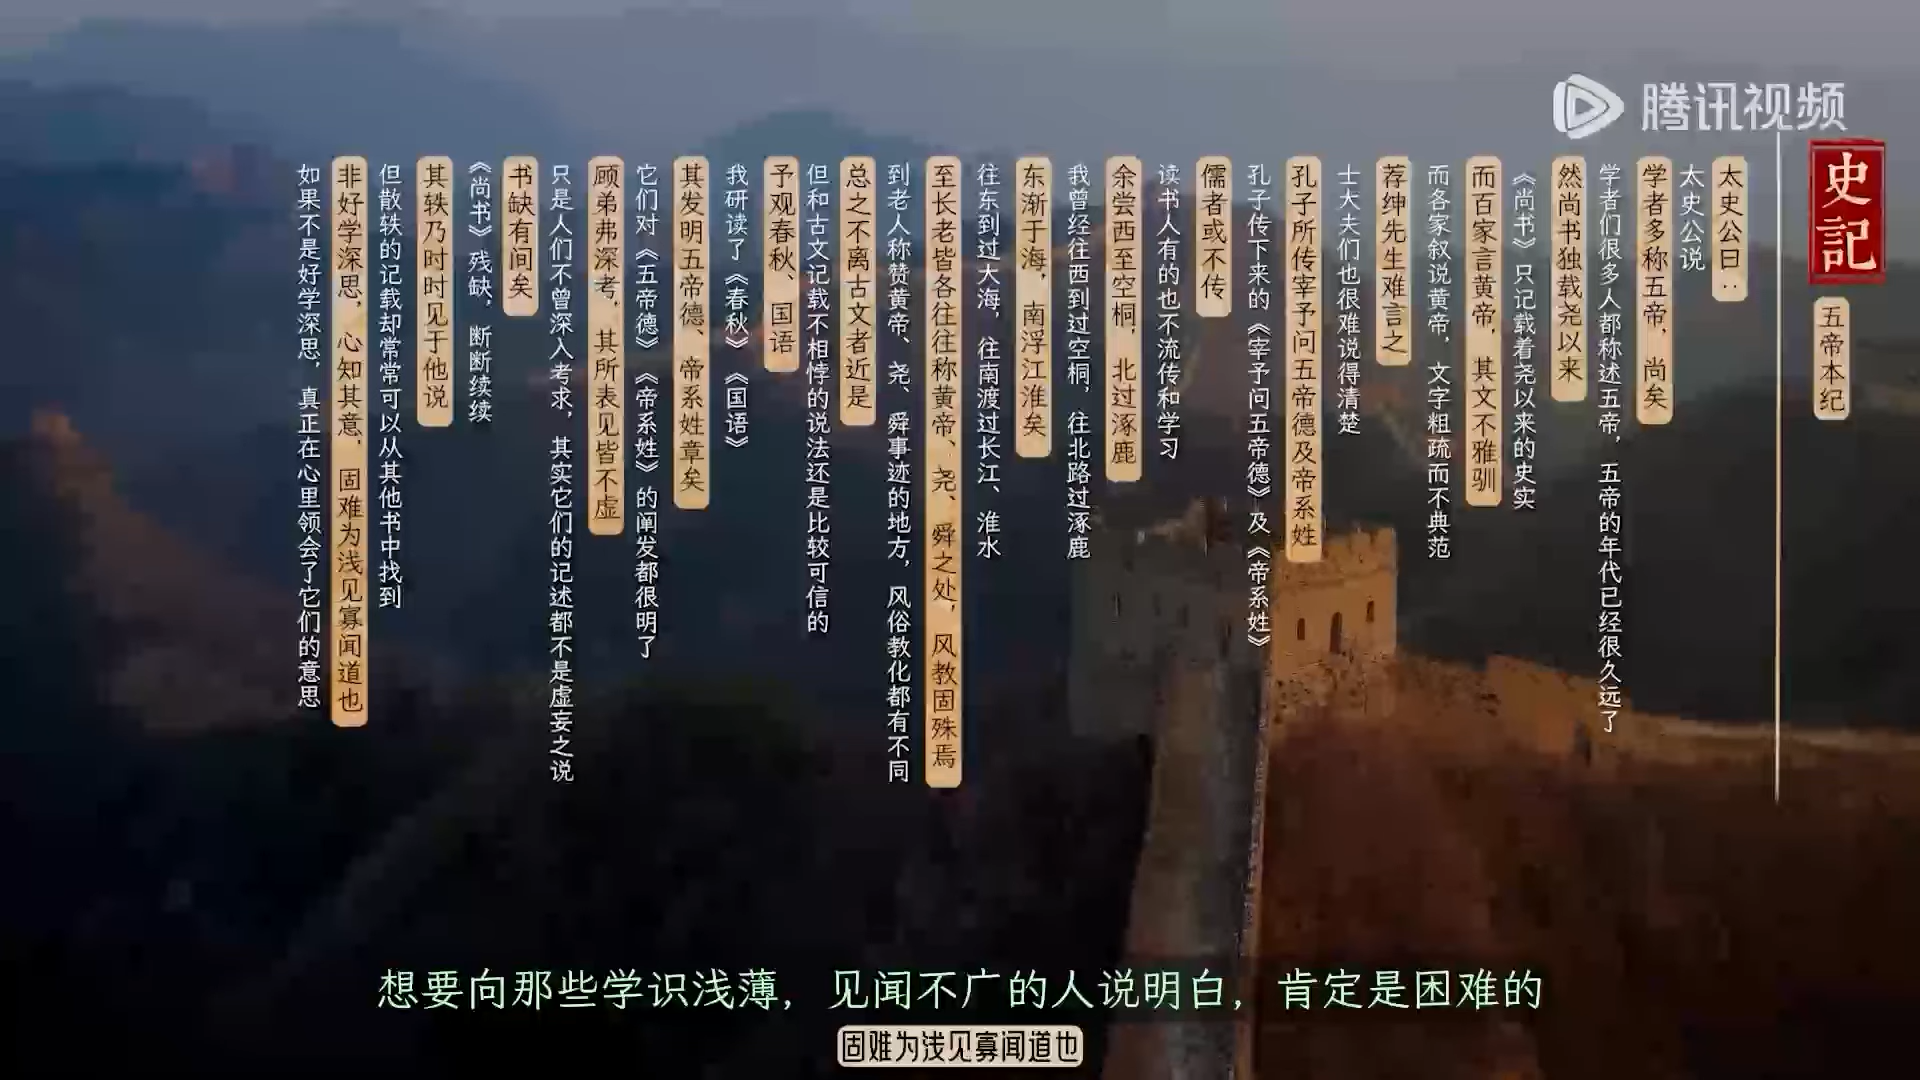 腾讯视频
史記
五帝本纪
太史公曰：
太史公说
学者多称五帝，尚矣
学者们很多人都称述五帝，五帝的年代已经很久远了
然尚书独载尧以来
《尚书》只记载着尧以来的史实
而百家言黄帝，其文不雅驯
而各家叙说黄帝，文字粗疏而不典范
荐绅先生难言之
士大夫们也很难说得清楚
孔子所传宰予问五帝德及帝系姓
孔子传下来的《宰予问五帝德》及《帝系姓》
儒者或不传
读书人有的也不流传和学习
余尝西至空桐，北过涿鹿
我曾经往西到过空桐，往北路过涿鹿
东渐于海，南浮江淮矣
往东到过大海，往南渡过长江、淮水
至长老皆各往往称黄帝、尧、舜之处，风教固殊焉
到老人称赞黄帝、尧、舜事迹的地方，风俗教化都有不同
总之不离古文者近是
但和古文记载不相悖的说法还是比较可信的
予观春秋、国语
我研读了《春秋》《国语》
其发明五帝德、帝系姓章矣
它们对《五帝德》《帝系姓》的阐发都很明了
顾弟弗深考，其所表见皆不虚
只是人们不曾深入考求，其实它们的记述都不是虚妄之说
书缺有间矣
《尚书》残缺，断断续续
其轶乃时时见于他说
但散轶的记载却常常可以从其他书中找到
非好学深思，心知其意，固难为浅见寡闻道也
如果不是好学深思，真正在心里领会了它们的意思
想要向那些学识浅薄，见闻不广的人说明白，肯定是困难的
固难为浅见寡闻道也